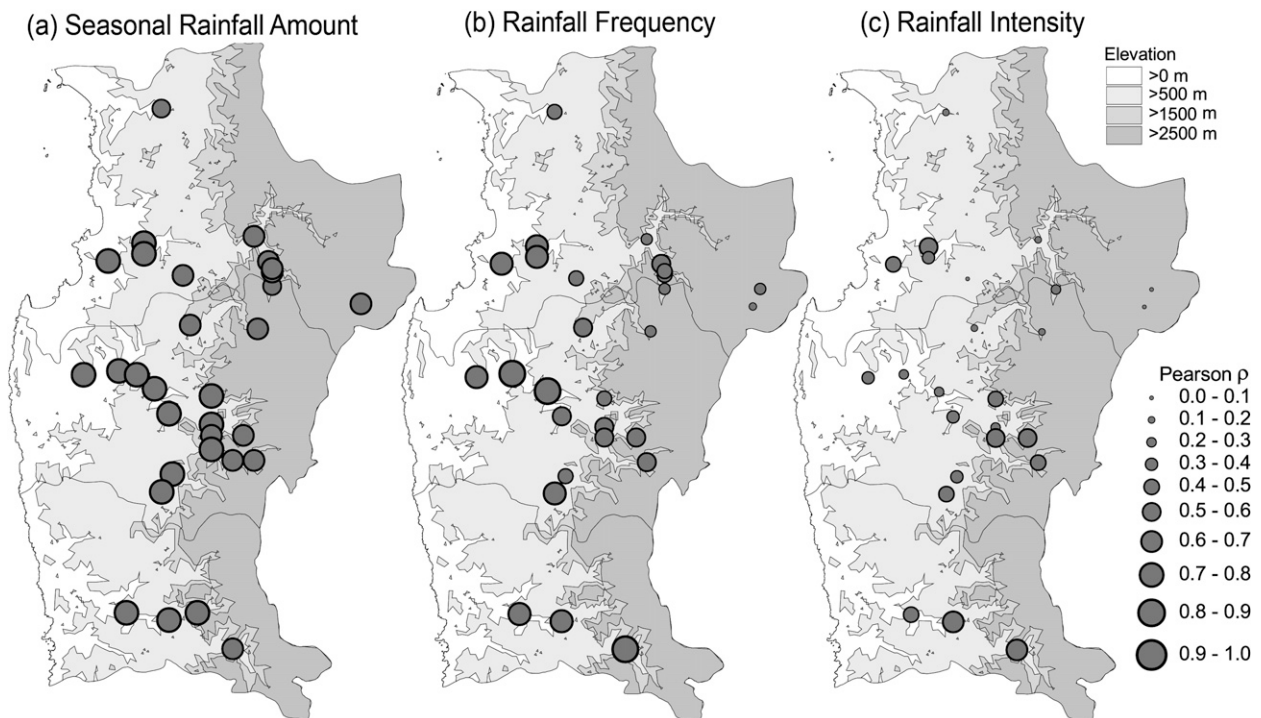 (a) Seasonal Rainfall Amount
(b) Rainfall Frequency
(c) Rainfall Intensity
Elevation
>0 m
>500 m
>1500 m
>2500 m
Pearson ρ
0.0 - 0.1
0.1 - 0.2
0.2 - 0.3
0.3 - 0.4
0.4 - 0.5
0.5 - 0.6
0.6 - 0.7
0.7 - 0.8
0.8 - 0.9
0.9 - 1.0